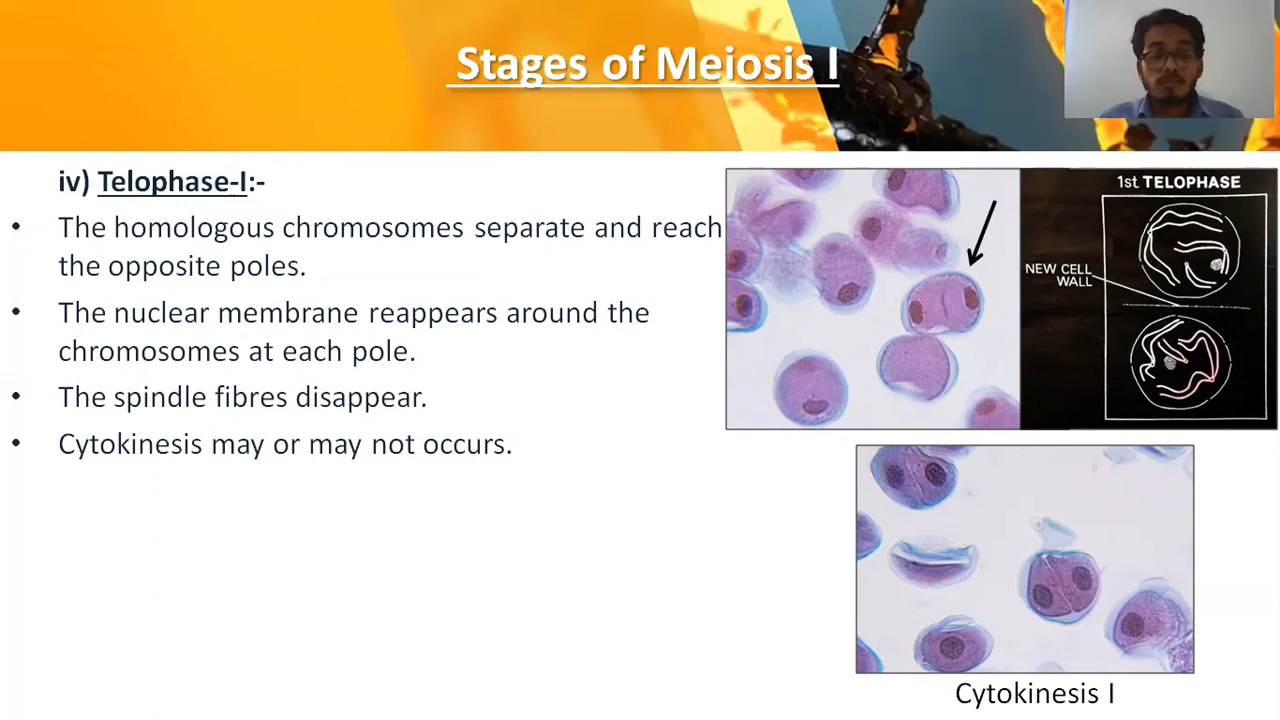 Stages of Meiosis I
iv) Telophase-I:-
• The homologous chromosomes separate and reach
the opposite poles.
• The nuclear membrane reappears around the
chromosomes at each pole.
• The spindle fibres disappear.
• Cytokinesis may or may not occurs.
1st TELOPHASE
NEW CELL
WALL
Cytokinesis I